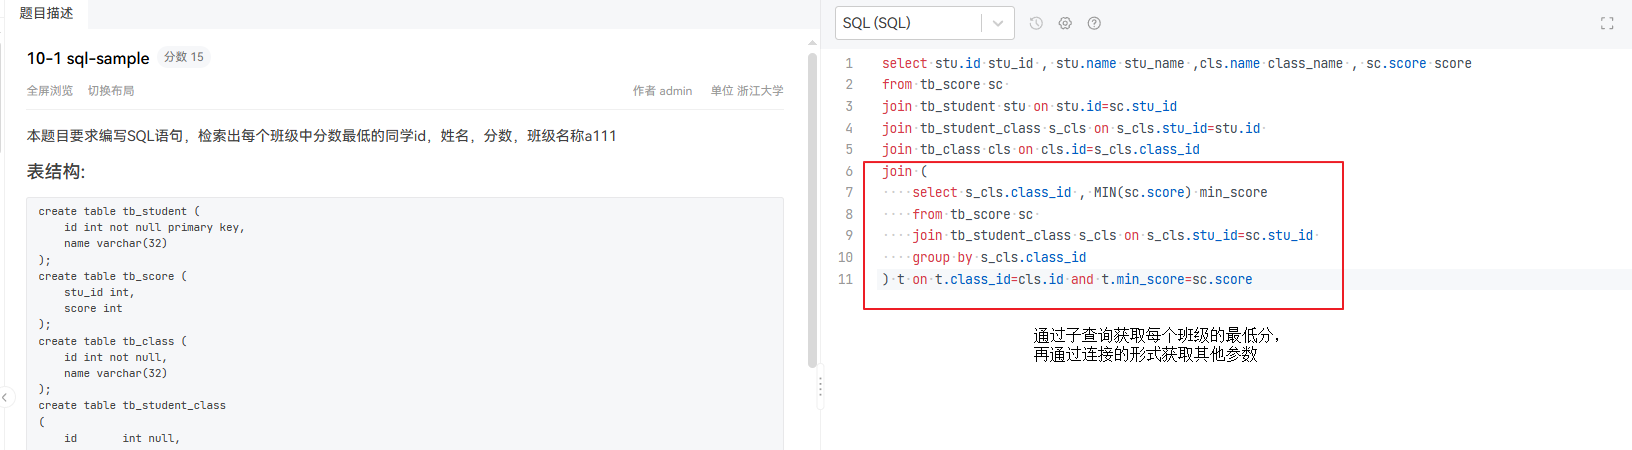 题目描述
10-1 sql-sample 分数 15
全屏浏览 切换布局 作者 admin 单位 浙江大学
本题目要求编写SQL语句，检索出每个班级中分数最低的同学id，姓名，分数，班级名称a111
表结构:
create table tb_student (
    id int not null primary key,
    name varchar(32)
);
create table tb_score (
    stu_id int,
    score int
);
create table tb_class (
    id int not null,
    name varchar(32)
);
create table tb_student_class
(
    id       int null,
SQL (SQL)
1 select stu.id stu_id , stu.name stu_name ,cls.name class_name , sc.score score
2 from tb_score sc
3 join tb_student stu on stu.id=sc.stu_id
4 join tb_student_class s_cls on s_cls.stu_id=stu.id
5 join tb_class cls on cls.id=s_cls.class_id
6 join (
7     select s_cls.class_id , MIN(sc.score) min_score
8     from tb_score sc
9     join tb_student_class s_cls on s_cls.stu_id=sc.stu_id
10     group by s_cls.class_id
11 ) t on t.class_id=cls.id and t.min_score=sc.score
通过子查询获取每个班级的最低分，
再通过连接的形式获取其他参数